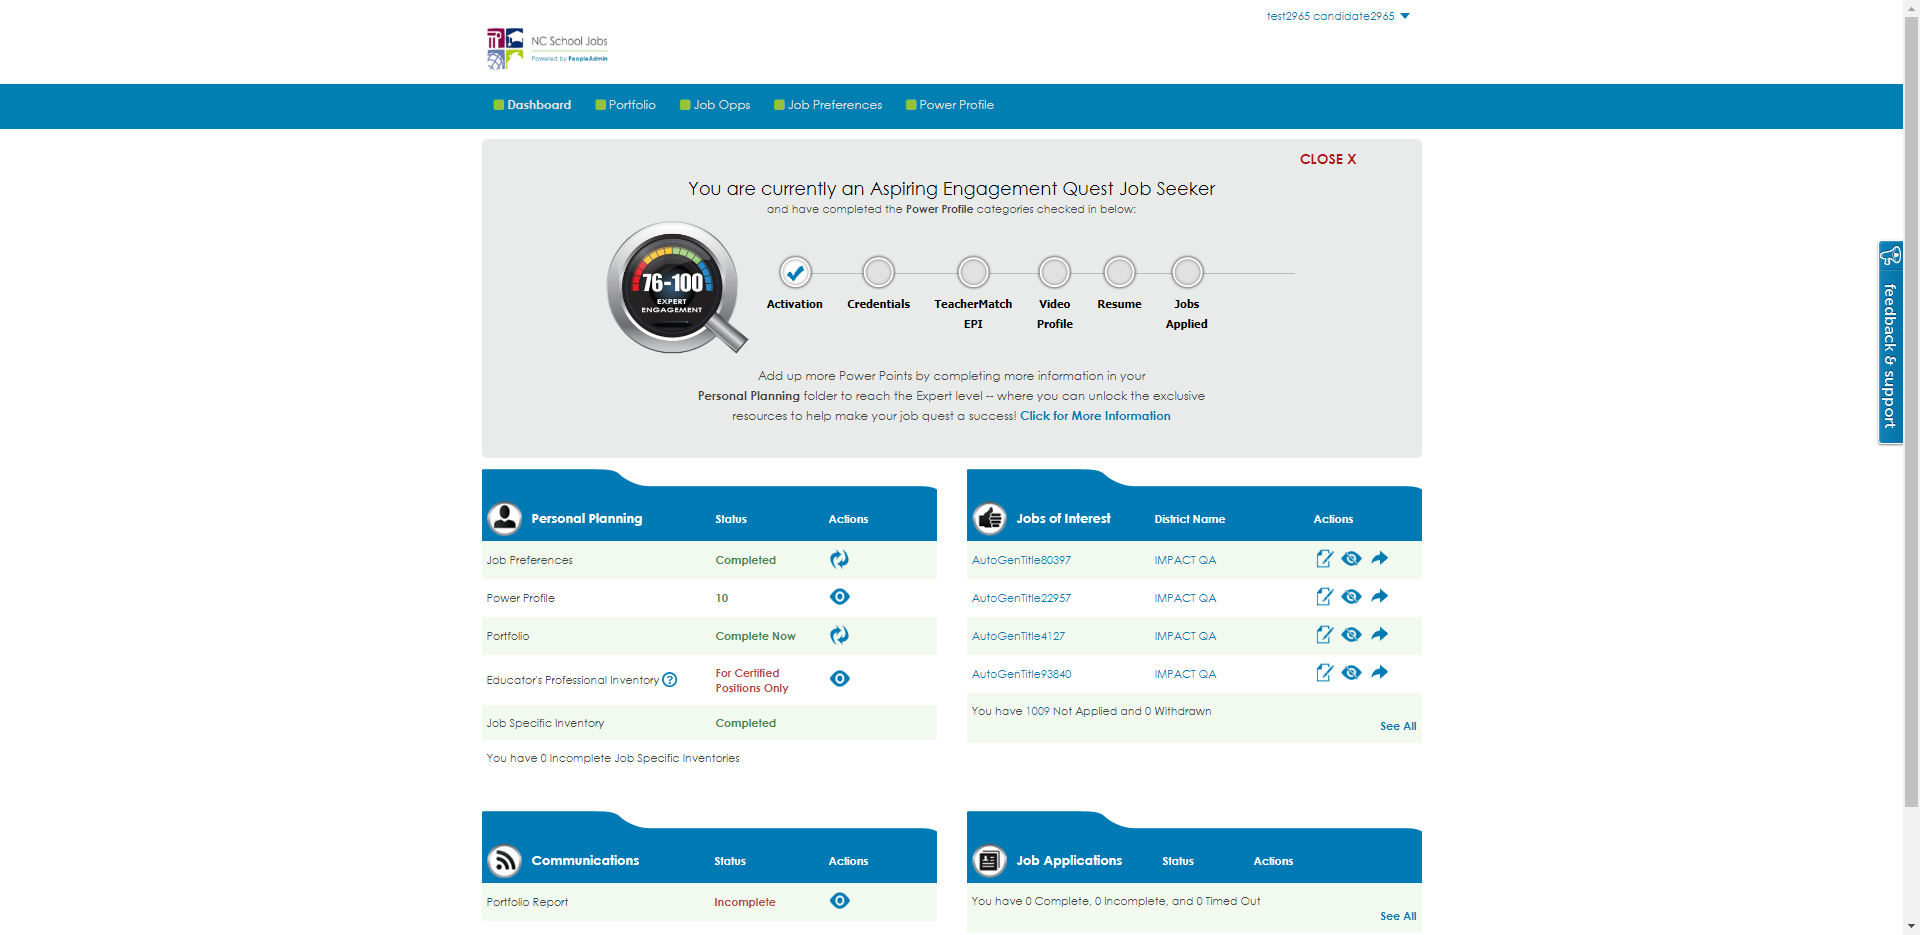 test2965 candidate2965
NC School Jobs
Powered by PeopleAdmin
Dashboard
Portfolio
Job Opps
Job Preferences
Power Profile
CLOSE X
You are currently an Aspiring Engagement Quest Job Seeker
and have completed the Power Profile categories checked in below:
76-100
EXPERT
ENGAGEMENT
Activation
Credentials
TeacherMatch
EPI
Video
Profile
Resume
Jobs
Applied
Add up more Power Points by completing more information in your
Personal Planning folder to reach the Expert level -- where you can unlock the exclusive
resources to help make your job quest a success! Click for More Information
feedback & support
Personal Planning Status Actions
Job Preferences Completed
Power Profile 10
Portfolio Complete Now
Educator's Professional Inventory ? For Certified
Positions Only
Job Specific Inventory Completed
You have 0 Incomplete Job Specific Inventories
Jobs of Interest District Name Actions
AutoGenTitle80397 IMPACT QA
AutoGenTitle22957 IMPACT QA
AutoGenTitle4127 IMPACT QA
AutoGenTitle93840 IMPACT QA
You have 1009 Not Applied and 0 Withdrawn
See All
Communications Status Actions
Portfolio Report Incomplete
Job Applications Status Actions
You have 0 Complete, 0 Incomplete, and 0 Timed Out
See All